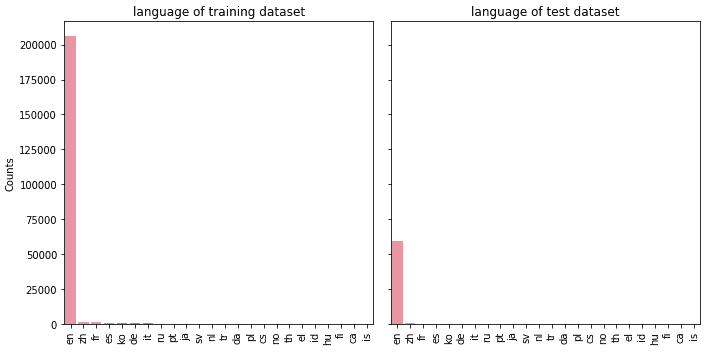 language of training dataset
language of test dataset
Counts
200000
175000
150000
125000
100000
75000
50000
25000
0
en zh fr es ko de it ru pt ja sv nl tr da pl cs no th el id hu fi ca is
en zh fr es ko de it ru pt ja sv nl tr da pl cs no th el id hu fi ca is